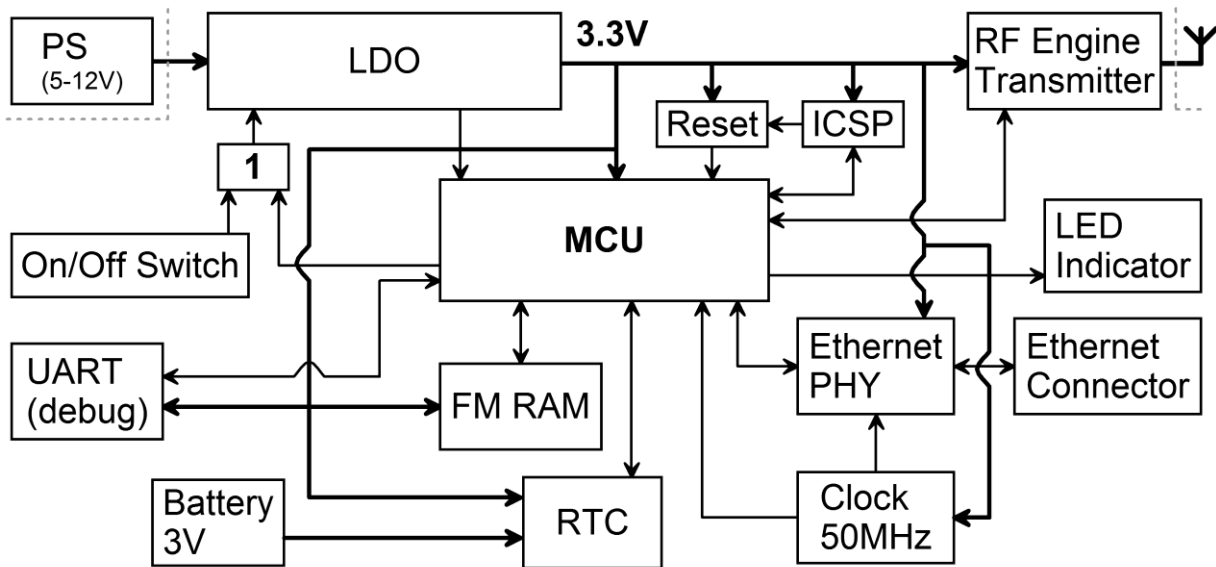 PS
(5-12V)
LDO
3.3V
RF Engine
Transmitter
Reset
ICSP
1
MCU
On/Off Switch
LED
Indicator
UART
(debug)
FM RAM
Ethernet
PHY
Ethernet
Connector
Battery
3V
RTC
Clock
50MHz